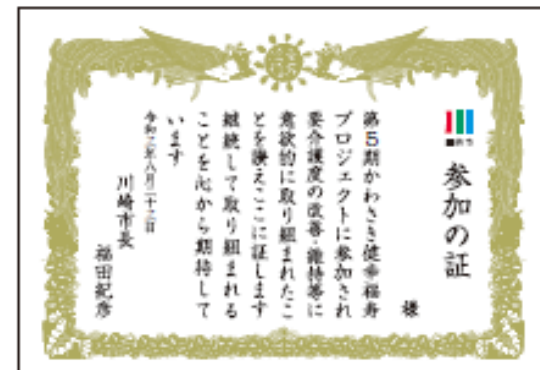 参加の証
様
第5期かわさき健幸福寿
プロジェクトに参加され
要介護度の改善・維持等に
意欲的に取り組まれたこ
とを讃えここに証します
継続して取り組まれる
ことを心から期待して
います
川崎市長
福田紀彦